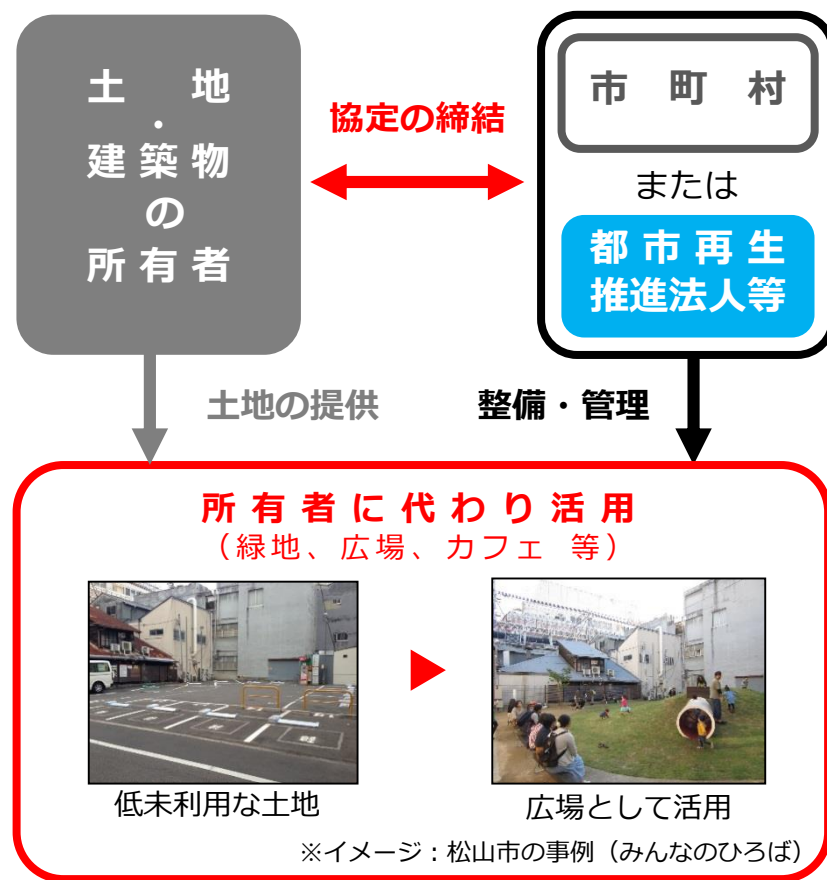 土 地
・
建築物
の
所有者
協定の締結
市 町 村
または
都市再生
推進法人等
土地の提供
整備・管理
所有者に代わり活用
（緑地、広場、カフェ 等）
低未利用な土地
広場として活用
※イメージ：松山市の事例（みんなのひろば）